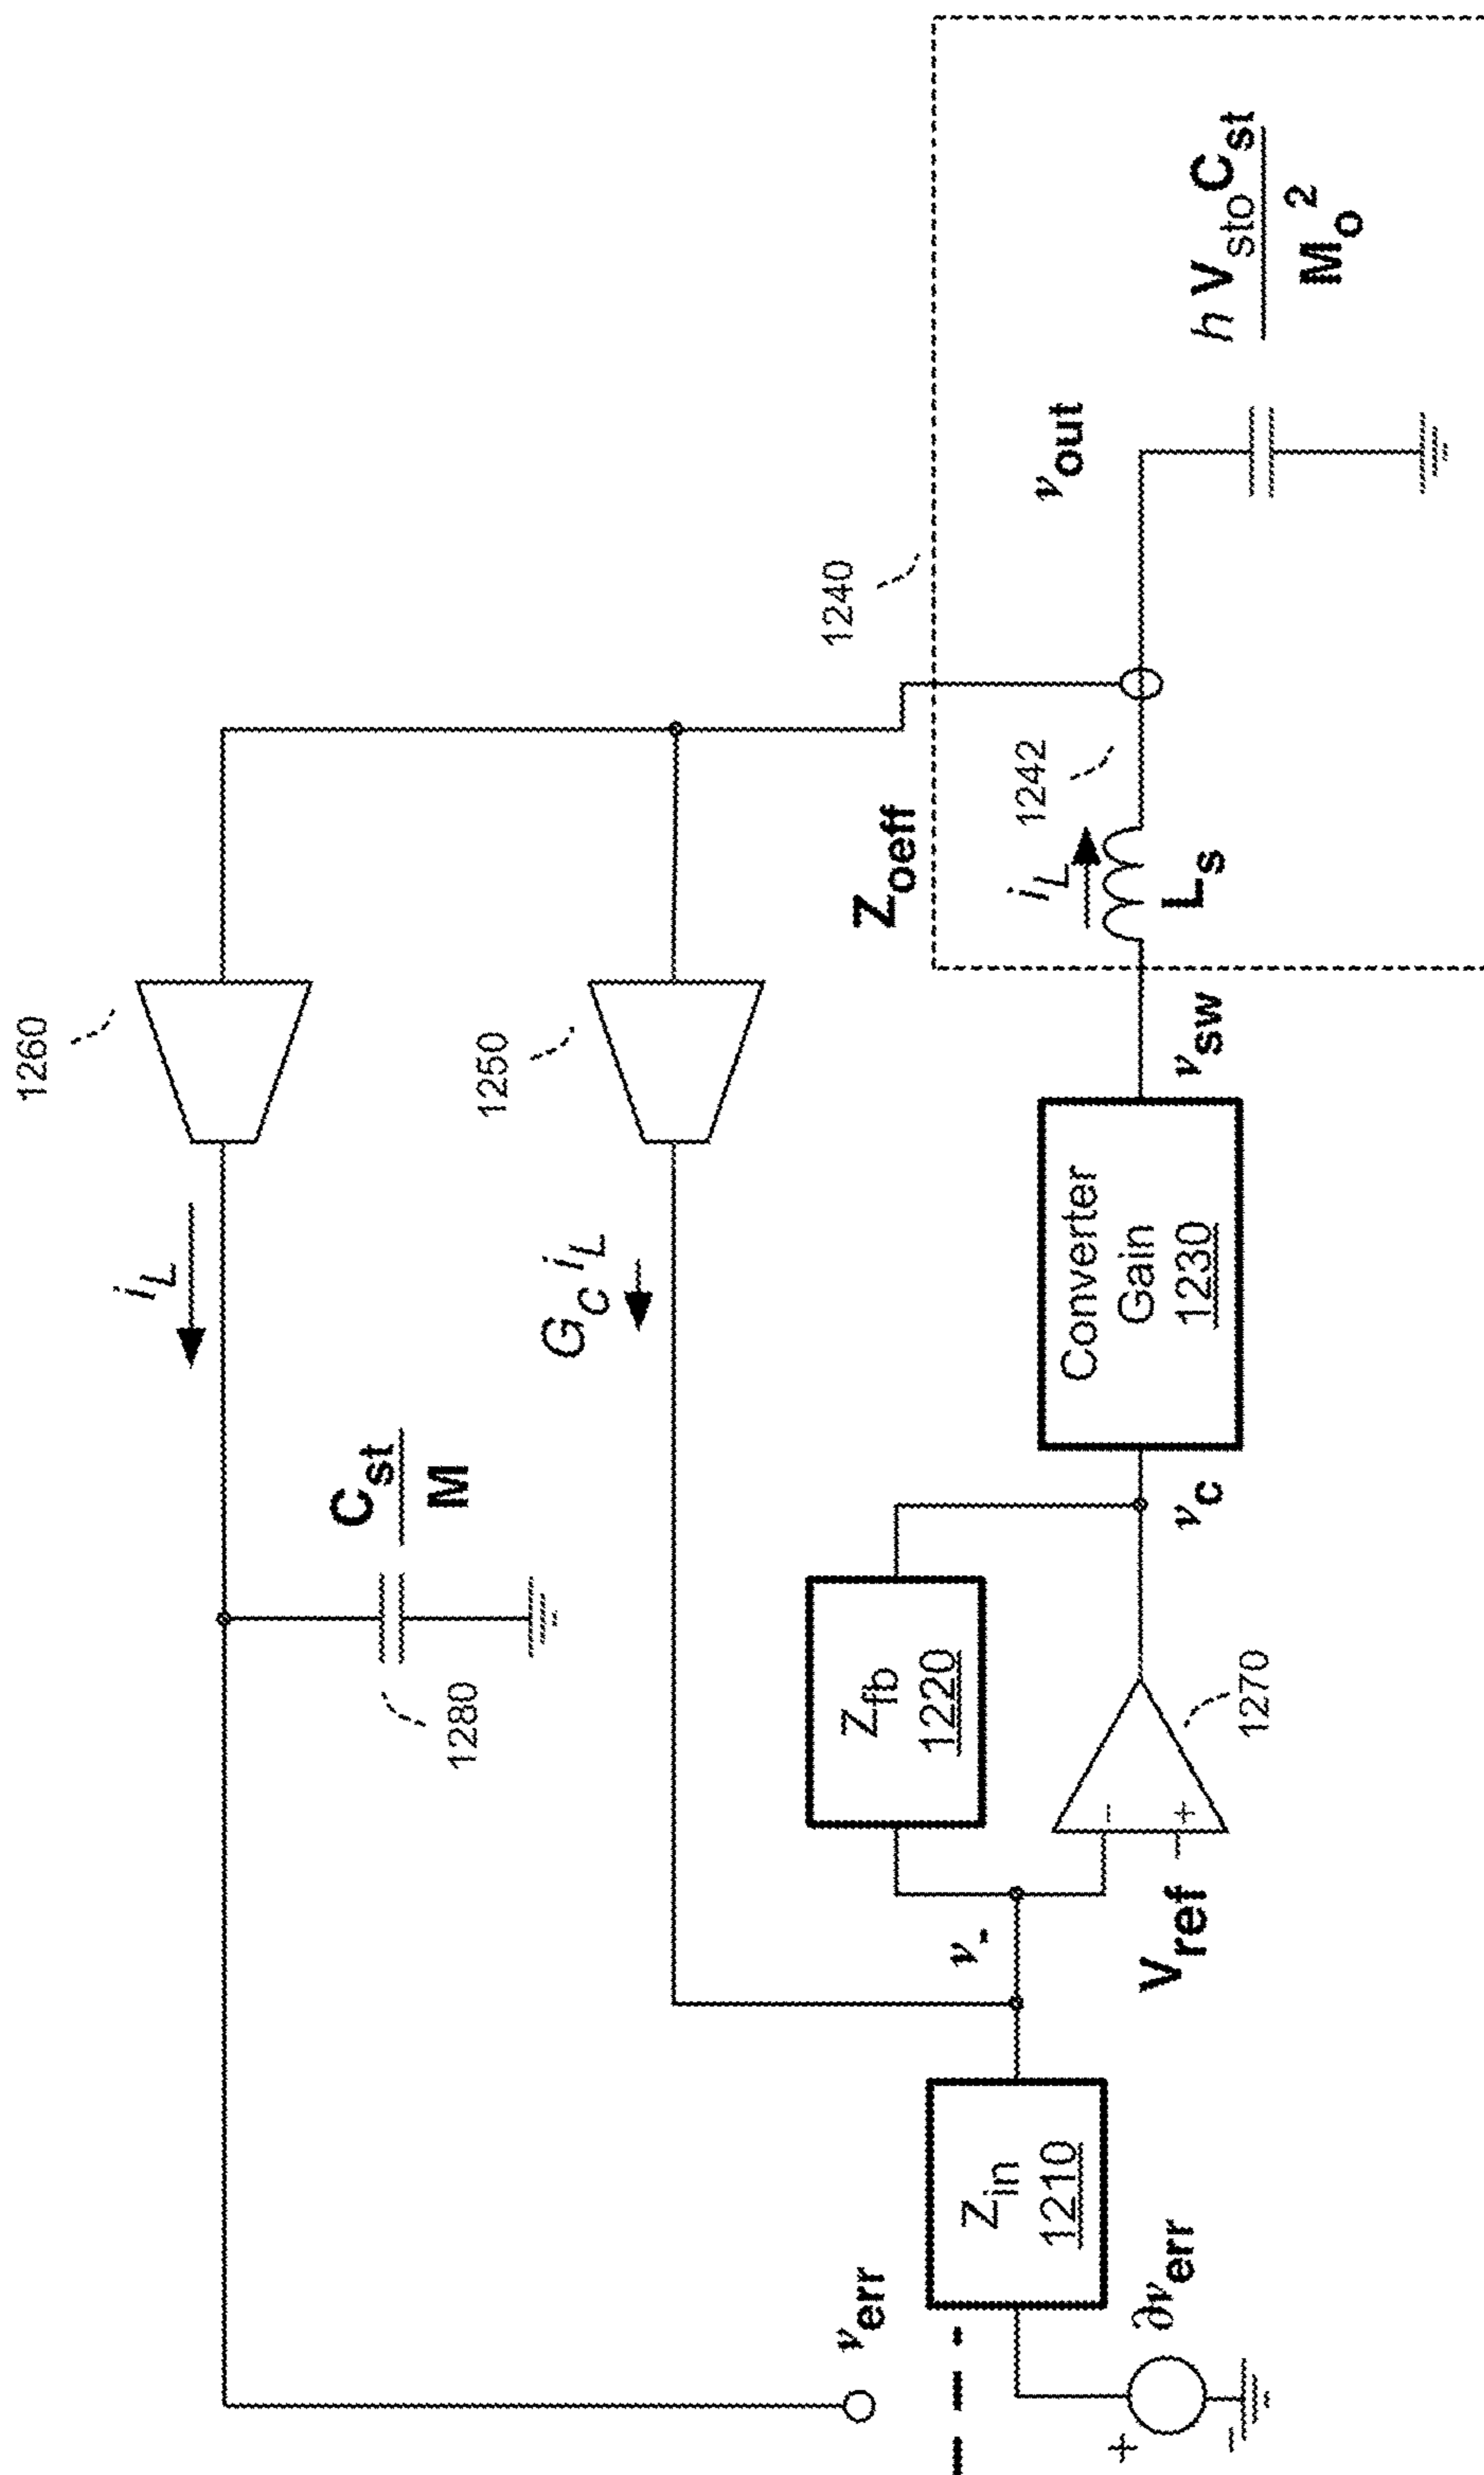 1260
i_L
C_st
M
1280
1250
G_C i_L
1240
Z_oeff
1242
i_L
L_s
v_out
h V_sto C_st
M_o^2
v_sw
Converter
Gain
1230
v_c
Z_fb
1220
-
+
1270
V_ref
v_-
Z_in
1210
v_err
∂v_err
+
-